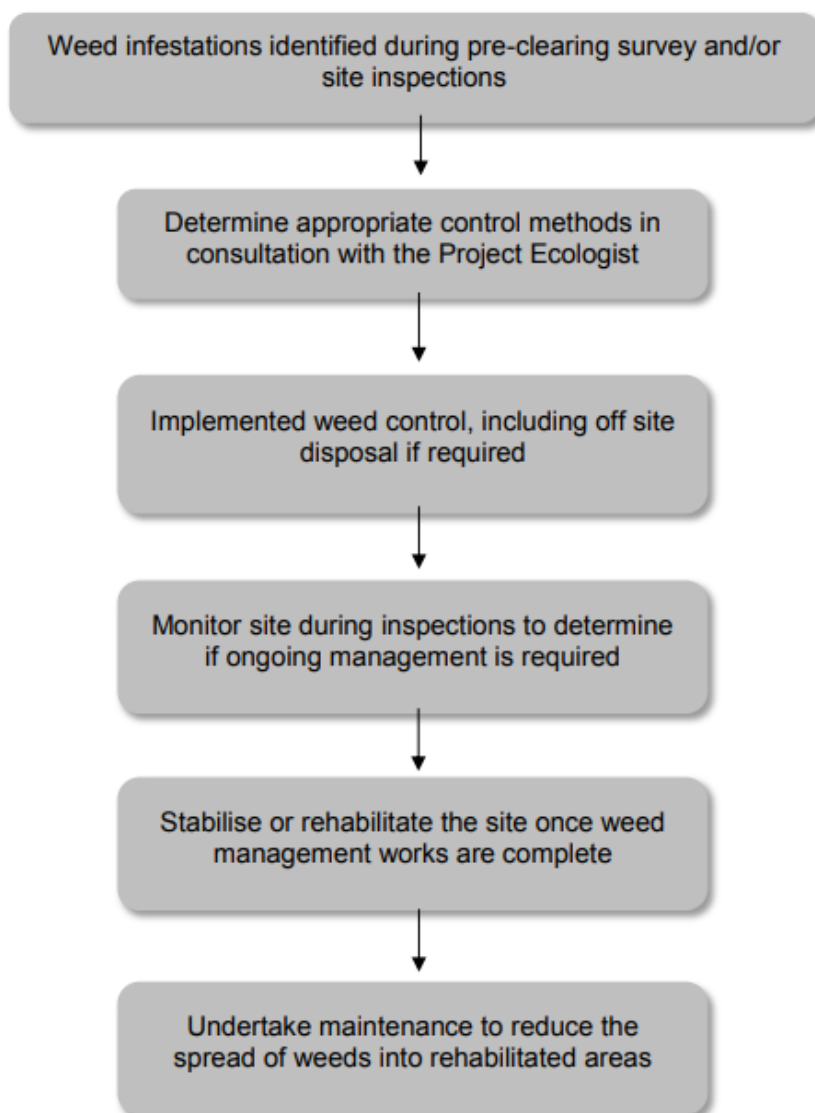 Weed infestations identified during pre-clearing survey and/or
site inspections
Determine appropriate control methods in
consultation with the Project Ecologist
Implemented weed control, including off site
disposal if required
Monitor site during inspections to determine
if ongoing management is required
Stabilise or rehabilitate the site once weed
management works are complete
Undertake maintenance to reduce the
spread of weeds into rehabilitated areas